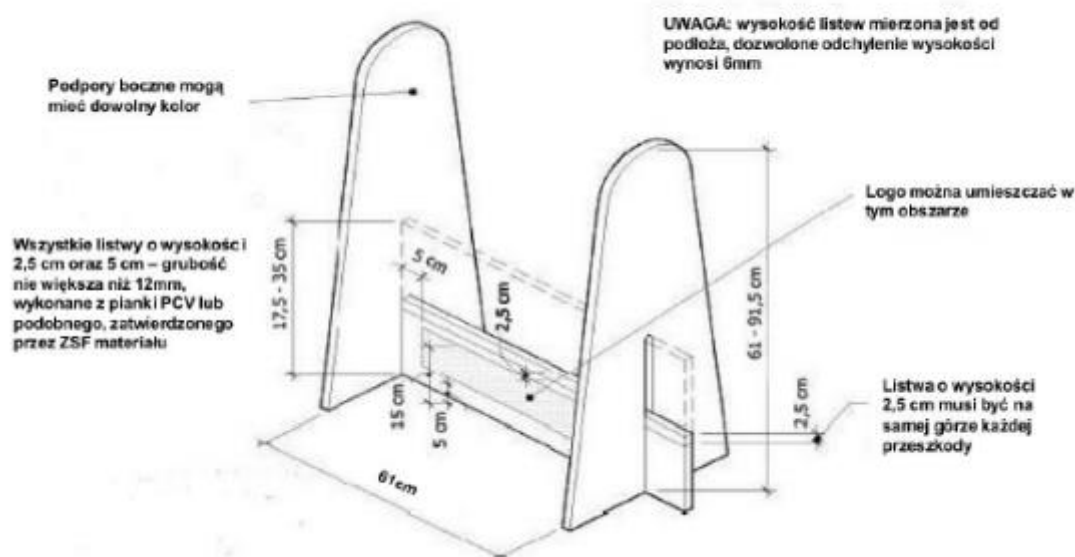 UWAGA: wysokość listew mierzona jest od
podłoża, dozwolone odchylenie wysokości
wynosi 6mm
Podpory boczne mogą
mieć dowolny kolor
Logo można umieszczać w
tym obszarze
Wszystkie listwy o wysokości
2,5 cm oraz 5 cm – grubość
nie większa niż 12mm,
wykonane z pianki PCV lub
podobnego, zatwierdzonego
przez ZSF materiału
17,5 - 35 cm
5 cm
2,5 cm
61 - 91,5 cm
15 cm
5 cm
2,5 cm
Listwa o wysokości
2,5 cm musi być na
samej górze każdej
przeszkody
61cm